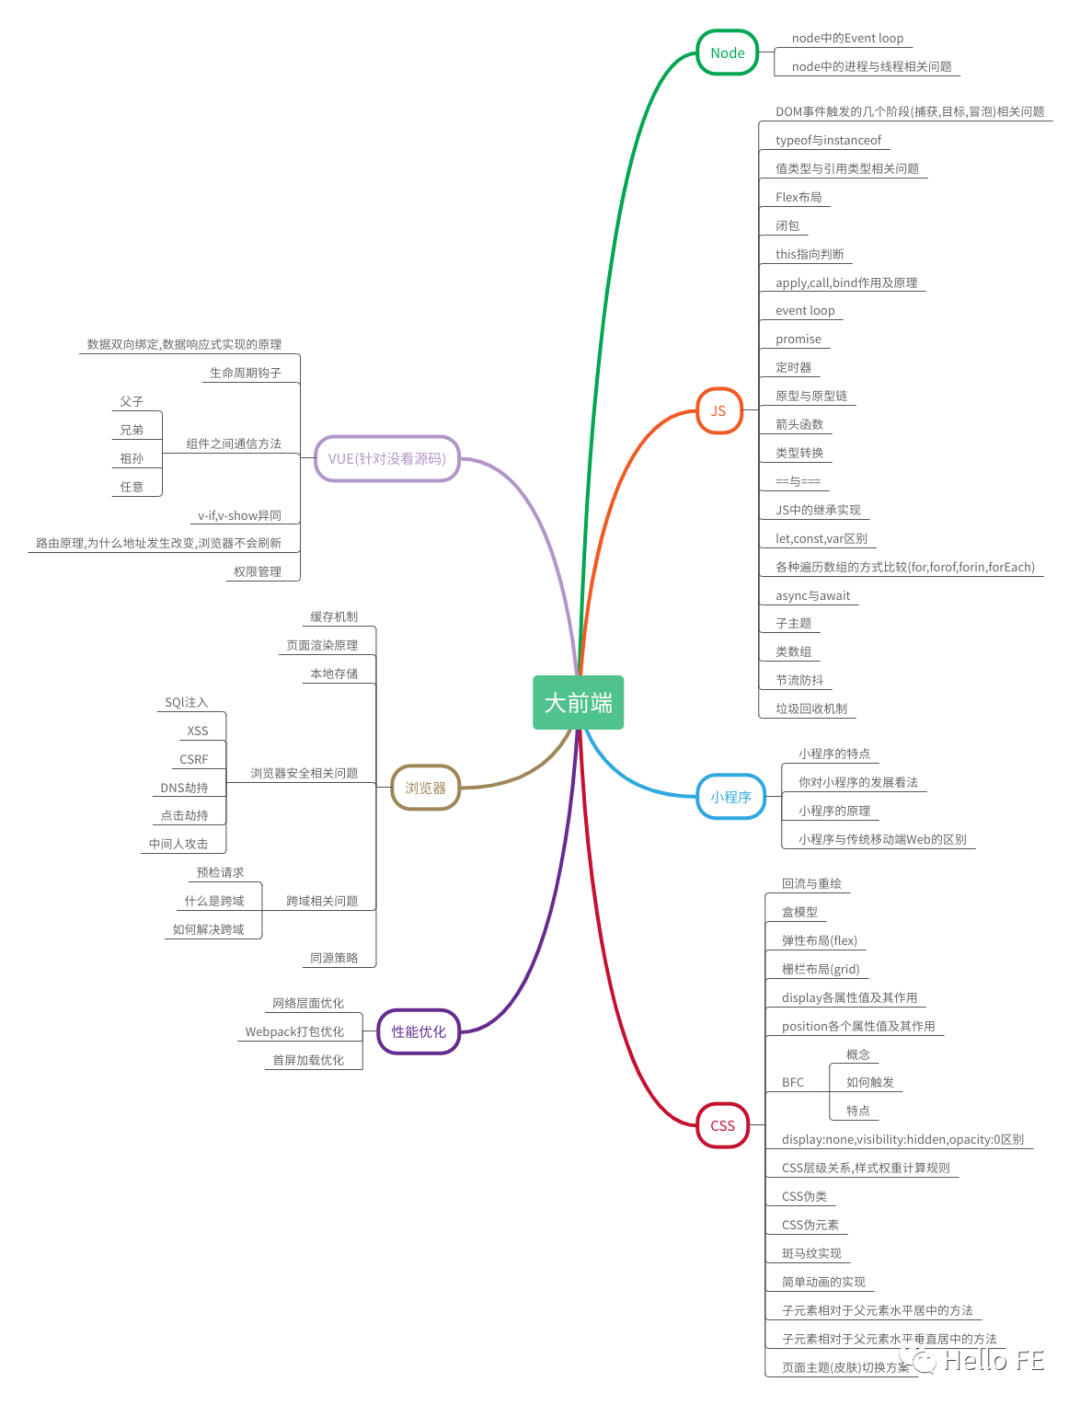 大前端
Node
node中的Event loop
node中的进程与线程相关问题
JS
DOM事件触发的几个阶段(捕获,目标,冒泡)相关问题
typeof与instanceof
值类型与引用类型相关问题
Flex布局
闭包
this指向判断
apply,call,bind作用及原理
event loop
promise
定时器
原型与原型链
箭头函数
类型转换
==与===
JS中的继承实现
let,const,var区别
各种遍历数组的方式比较(for,forof,forin,forEach)
async与await
子主题
类数组
节流防抖
垃圾回收机制
小程序
小程序的特点
你对小程序的发展看法
小程序的原理
小程序与传统移动端Web的区别
CSS
回流与重绘
盒模型
弹性布局(flex)
栅栏布局(grid)
display各属性值及其作用
position各个属性值及其作用
BFC
概念
如何触发
特点
display:none,visibility:hidden,opacity:0区别
CSS层级关系,样式权重计算规则
CSS伪类
CSS伪元素
斑马纹实现
简单动画的实现
子元素相对于父元素水平居中的方法
子元素相对于父元素水平垂直居中的方法
页面主题(皮肤)切换方案
VUE(针对没看源码)
数据双向绑定,数据响应式实现的原理
生命周期钩子
组件之间通信方法
父子
兄弟
祖孙
任意
v-if,v-show异同
路由原理,为什么地址发生改变,浏览器不会刷新
权限管理
浏览器
缓存机制
页面渲染原理
本地存储
浏览器安全相关问题
SQl注入
XSS
CSRF
DNS劫持
点击劫持
中间人攻击
跨域相关问题
预检请求
什么是跨域
如何解决跨域
同源策略
性能优化
网络层面优化
Webpack打包优化
首屏加载优化
Hello FE